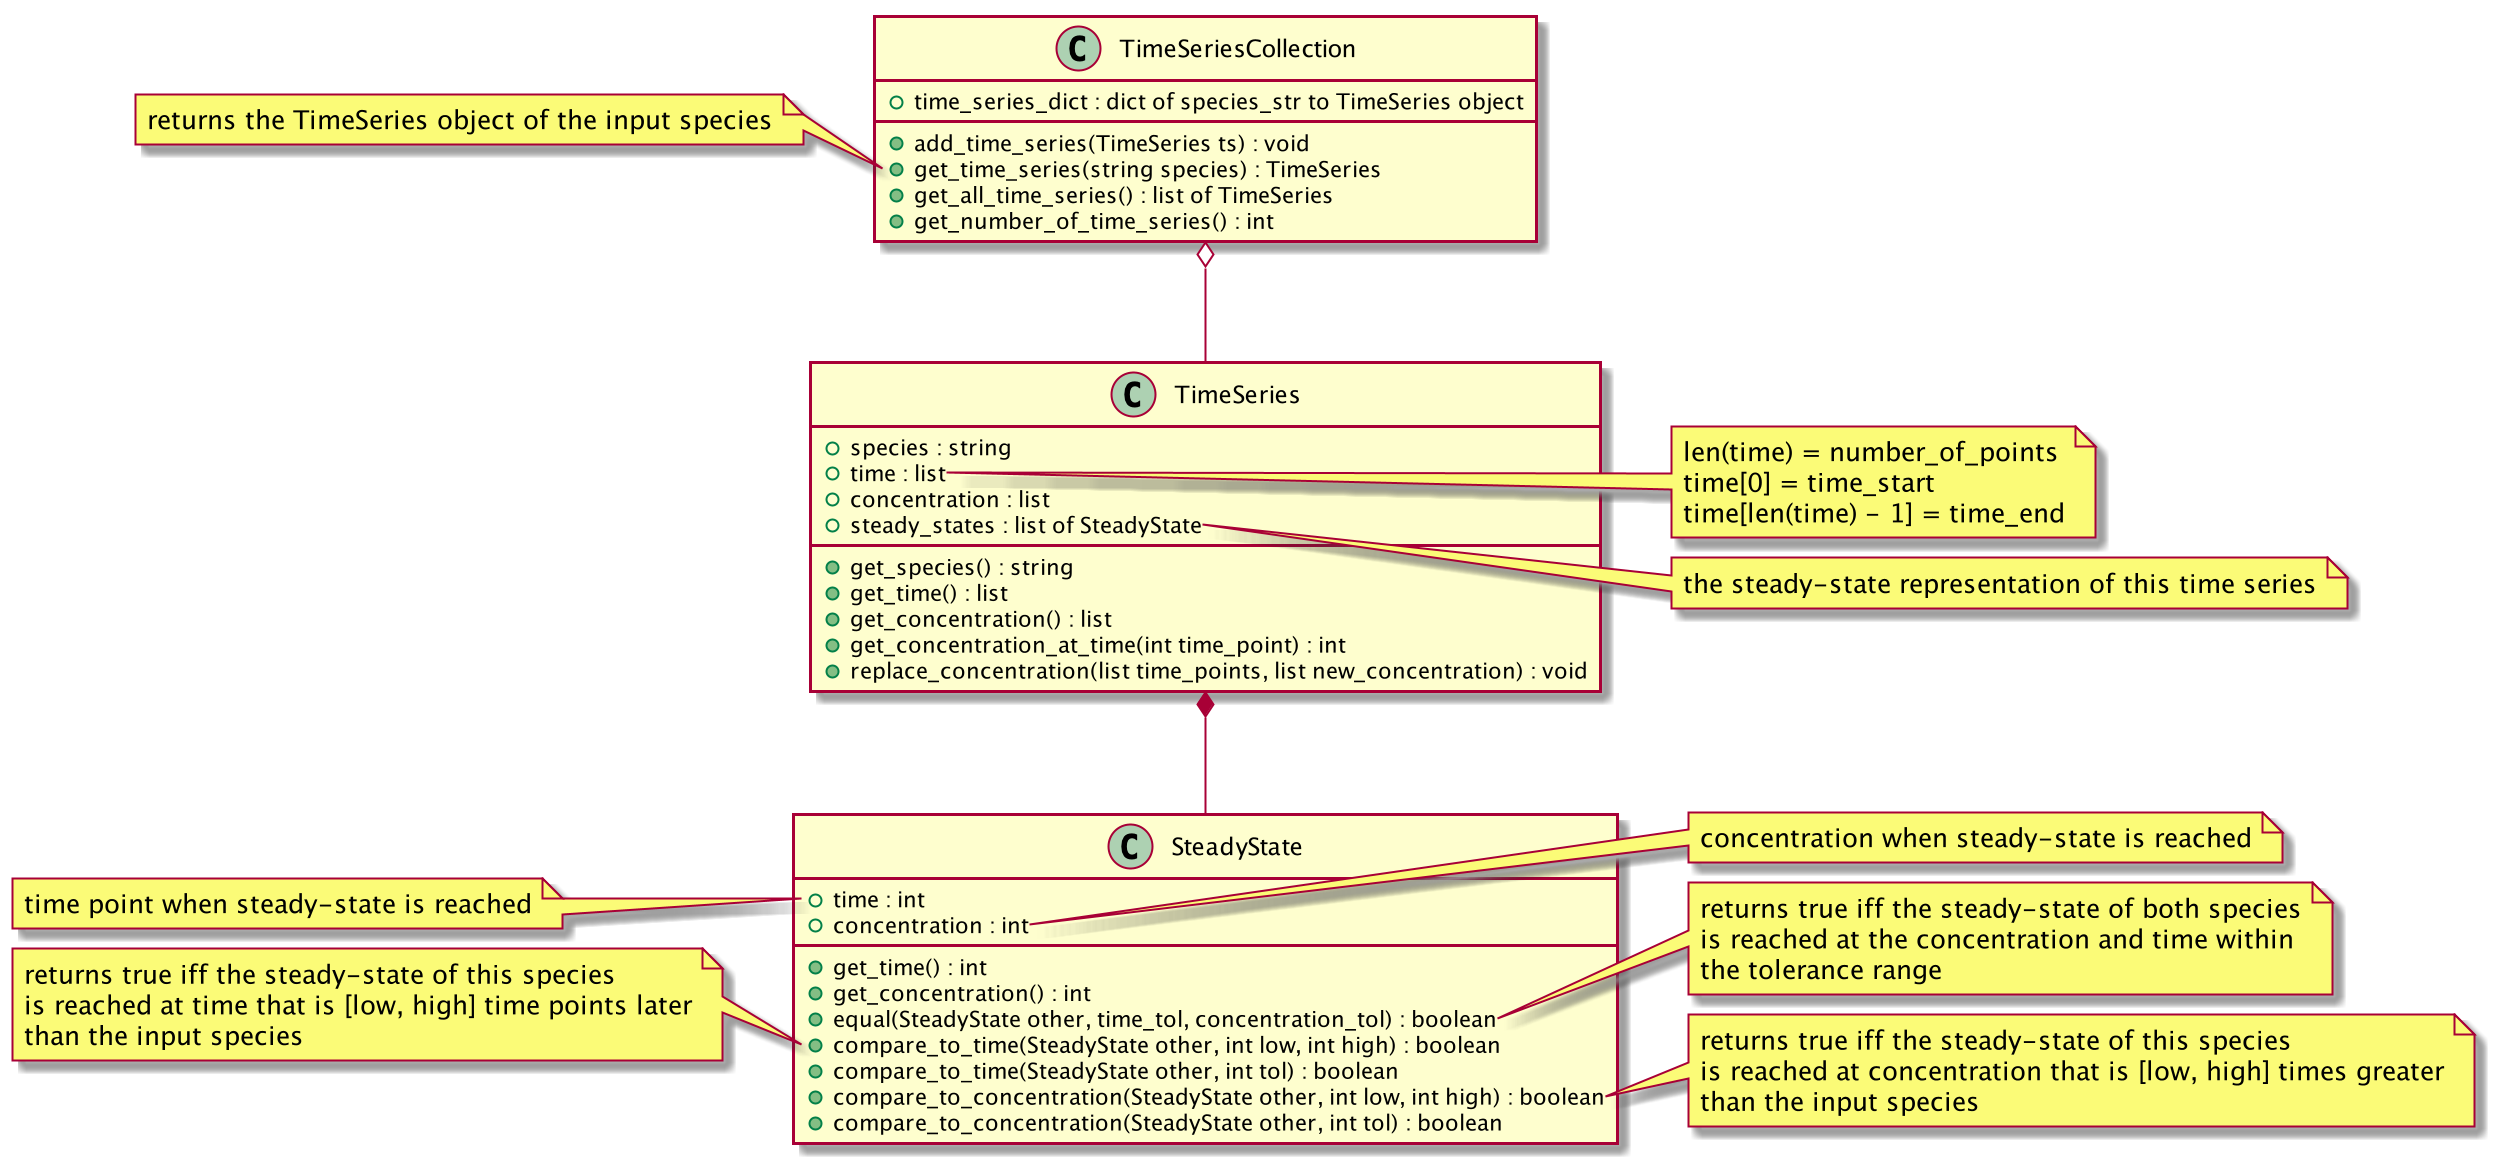 C TimeSeriesCollection
time_series_dict : dict of species_str to TimeSeries object
add_time_series(TimeSeries ts) : void
get_time_series(string species) : TimeSeries
get_all_time_series() : list of TimeSeries
get_number_of_time_series() : int
returns the TimeSeries object of the input species
C TimeSeries
species : string
time : list
concentration : list
steady_states : list of SteadyState
get_species() : string
get_time() : list
get_concentration() : list
get_concentration_at_time(int time_point) : int
replace_concentration(list time_points, list new_concentration) : void
len(time) = number_of_points
time[0] = time_start
time[len(time) - 1] = time_end
the steady-state representation of this time series
C SteadyState
time : int
concentration : int
get_time() : int
get_concentration() : int
equal(SteadyState other, time_tol, concentration_tol) : boolean
compare_to_time(SteadyState other, int low, int high) : boolean
compare_to_time(SteadyState other, int tol) : boolean
compare_to_concentration(SteadyState other, int low, int high) : boolean
compare_to_concentration(SteadyState other, int tol) : boolean
time point when steady-state is reached
returns true iff the steady-state of this species
is reached at time that is [low, high] time points later
than the input species
concentration when steady-state is reached
returns true iff the steady-state of both species
is reached at the concentration and time within
the tolerance range
returns true iff the steady-state of this species
is reached at concentration that is [low, high] times greater
than the input species